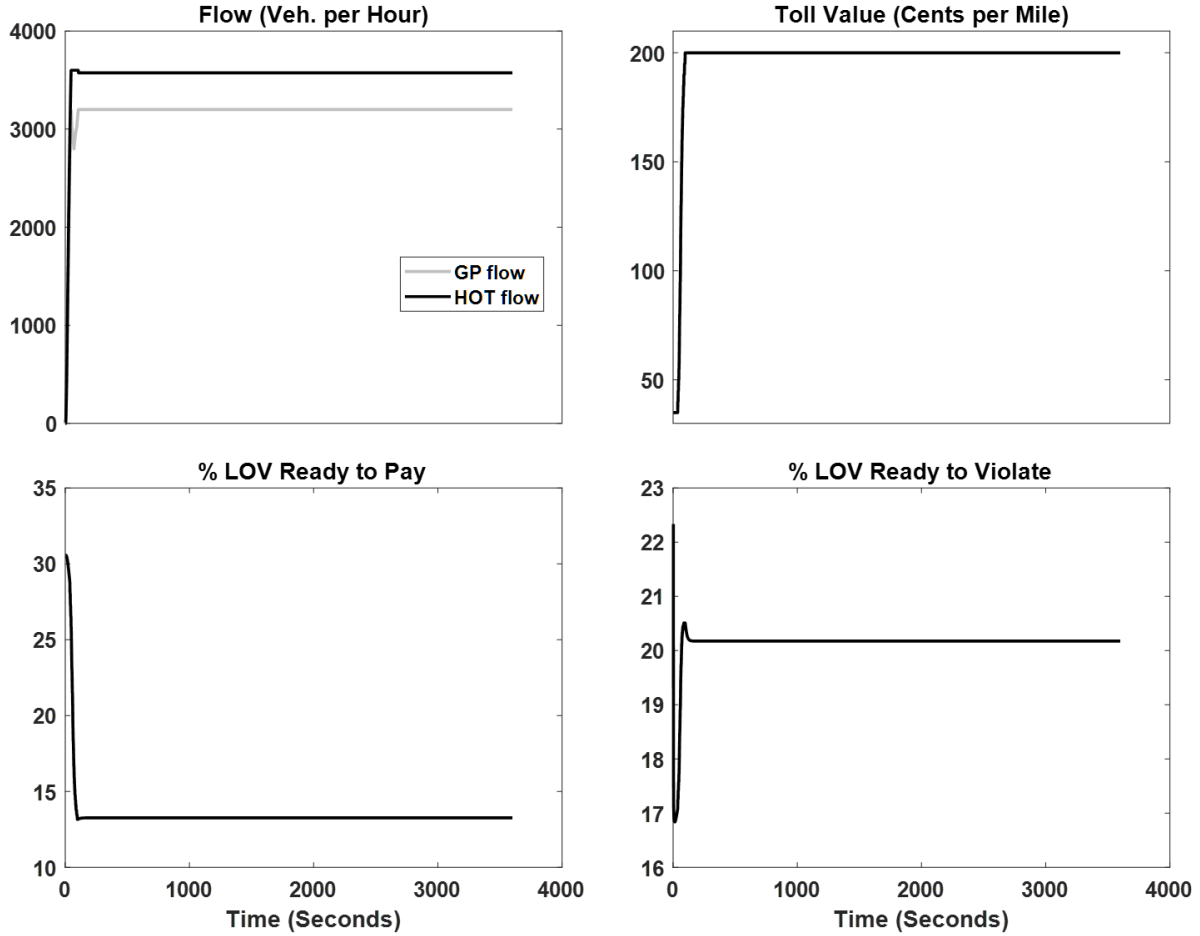 Flow (Veh. per Hour)
4000
3000
2000
1000
0
GP flow
HOT flow
Toll Value (Cents per Mile)
200
150
100
50
% LOV Ready to Pay
35
30
25
20
15
10
0 1000 2000 3000 4000
Time (Seconds)
% LOV Ready to Violate
23
22
21
20
19
18
17
16
0 1000 2000 3000 4000
Time (Seconds)